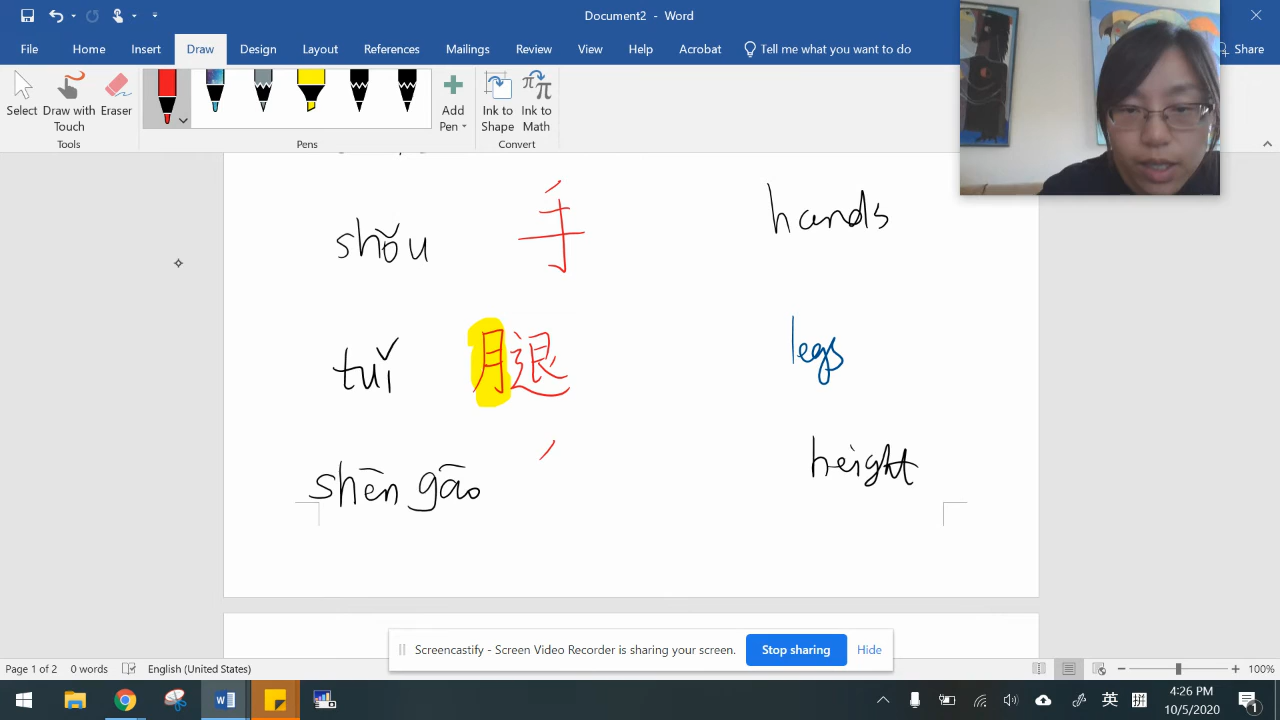 Document2 - Word
File Home Insert Draw Design Layout References Mailings Review View Help Acrobat Tell me what you want to do Share
Select Draw with Touch Eraser Add Pen Ink to Shape Ink to Math
Tools Pens Convert
shǒu 手 hands
tuǐ 腿 legs
shēn gāo height
Screencastify - Screen Video Recorder is sharing your screen. Stop sharing Hide
Page 1 of 2 0 words English (United States) 100%
英 拼 4:26 PM
10/5/2020 1